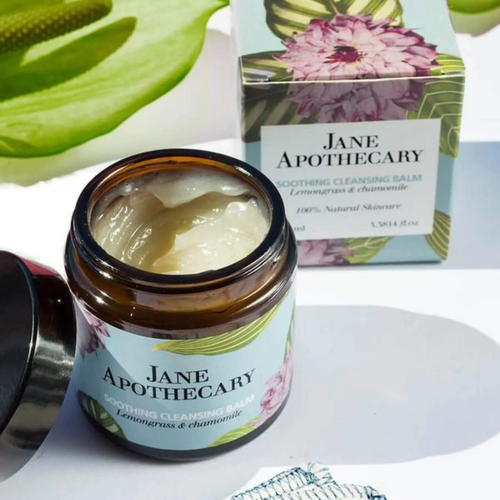 JANE
APOTHECARY
SOOTHING CLEANSING BALM
Lemongrass & chamomile
100% Natural Skincare
ml 3.3814 fl.oz
JANE
APOTHECARY
SOOTHING CLEANSING BALM
Lemongrass & chamomile